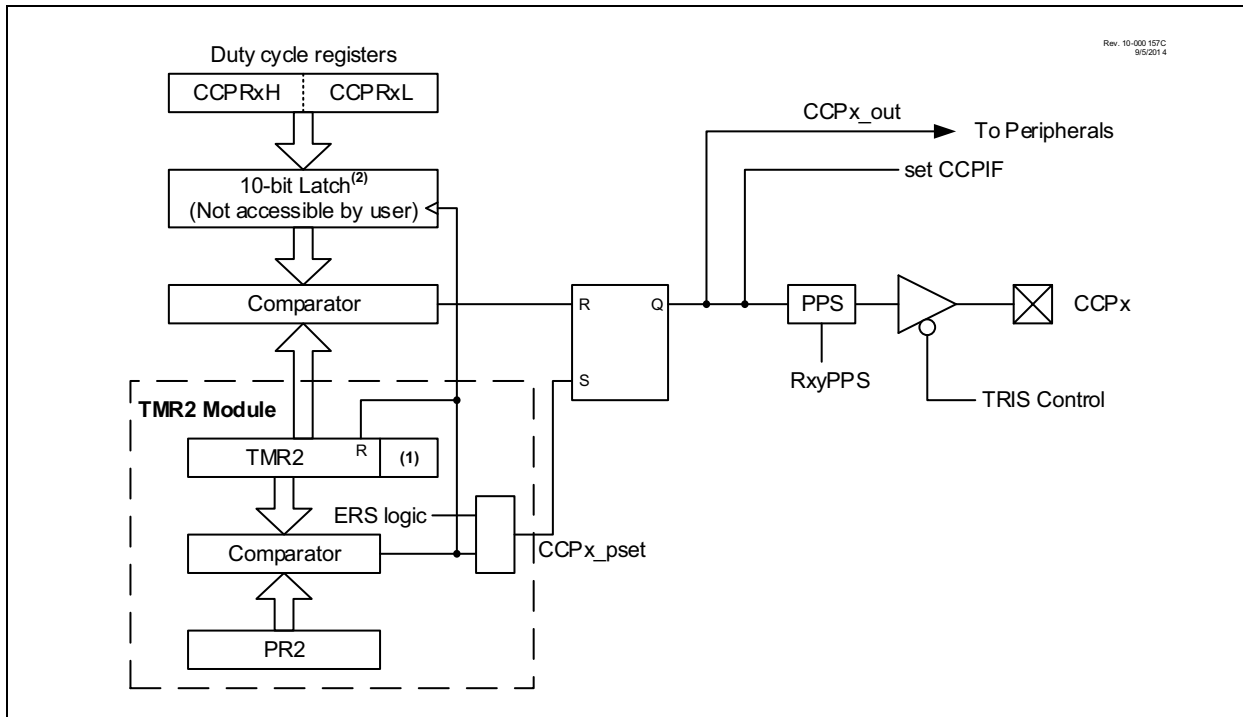 Rev. 10-000 157C
9/5/201 4
Duty cycle registers
CCPRxH CCPRxL
CCPx_out
To Peripherals
set CCPIF
10-bit Latch(2)
(Not accessible by user)
Comparator
R Q
S
PPS
CCPx
RxyPPS
TRIS Control
TMR2 Module
TMR2 R (1)
ERS logic
Comparator
CCPx_pset
PR2